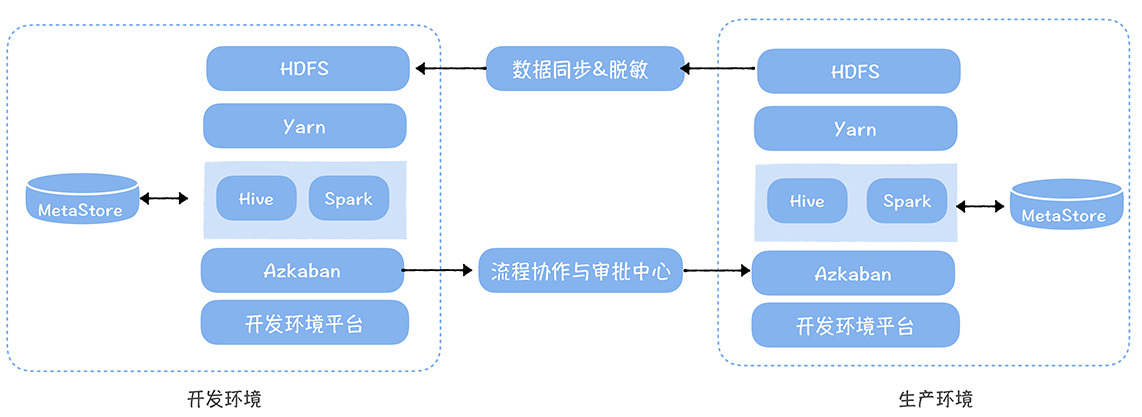 HDFS
Yarn
Hive
Spark
MetaStore
Azkaban
开发环境平台
开发环境
数据同步&脱敏
流程协作与审批中心
HDFS
Yarn
Hive
Spark
MetaStore
Azkaban
开发环境平台
生产环境